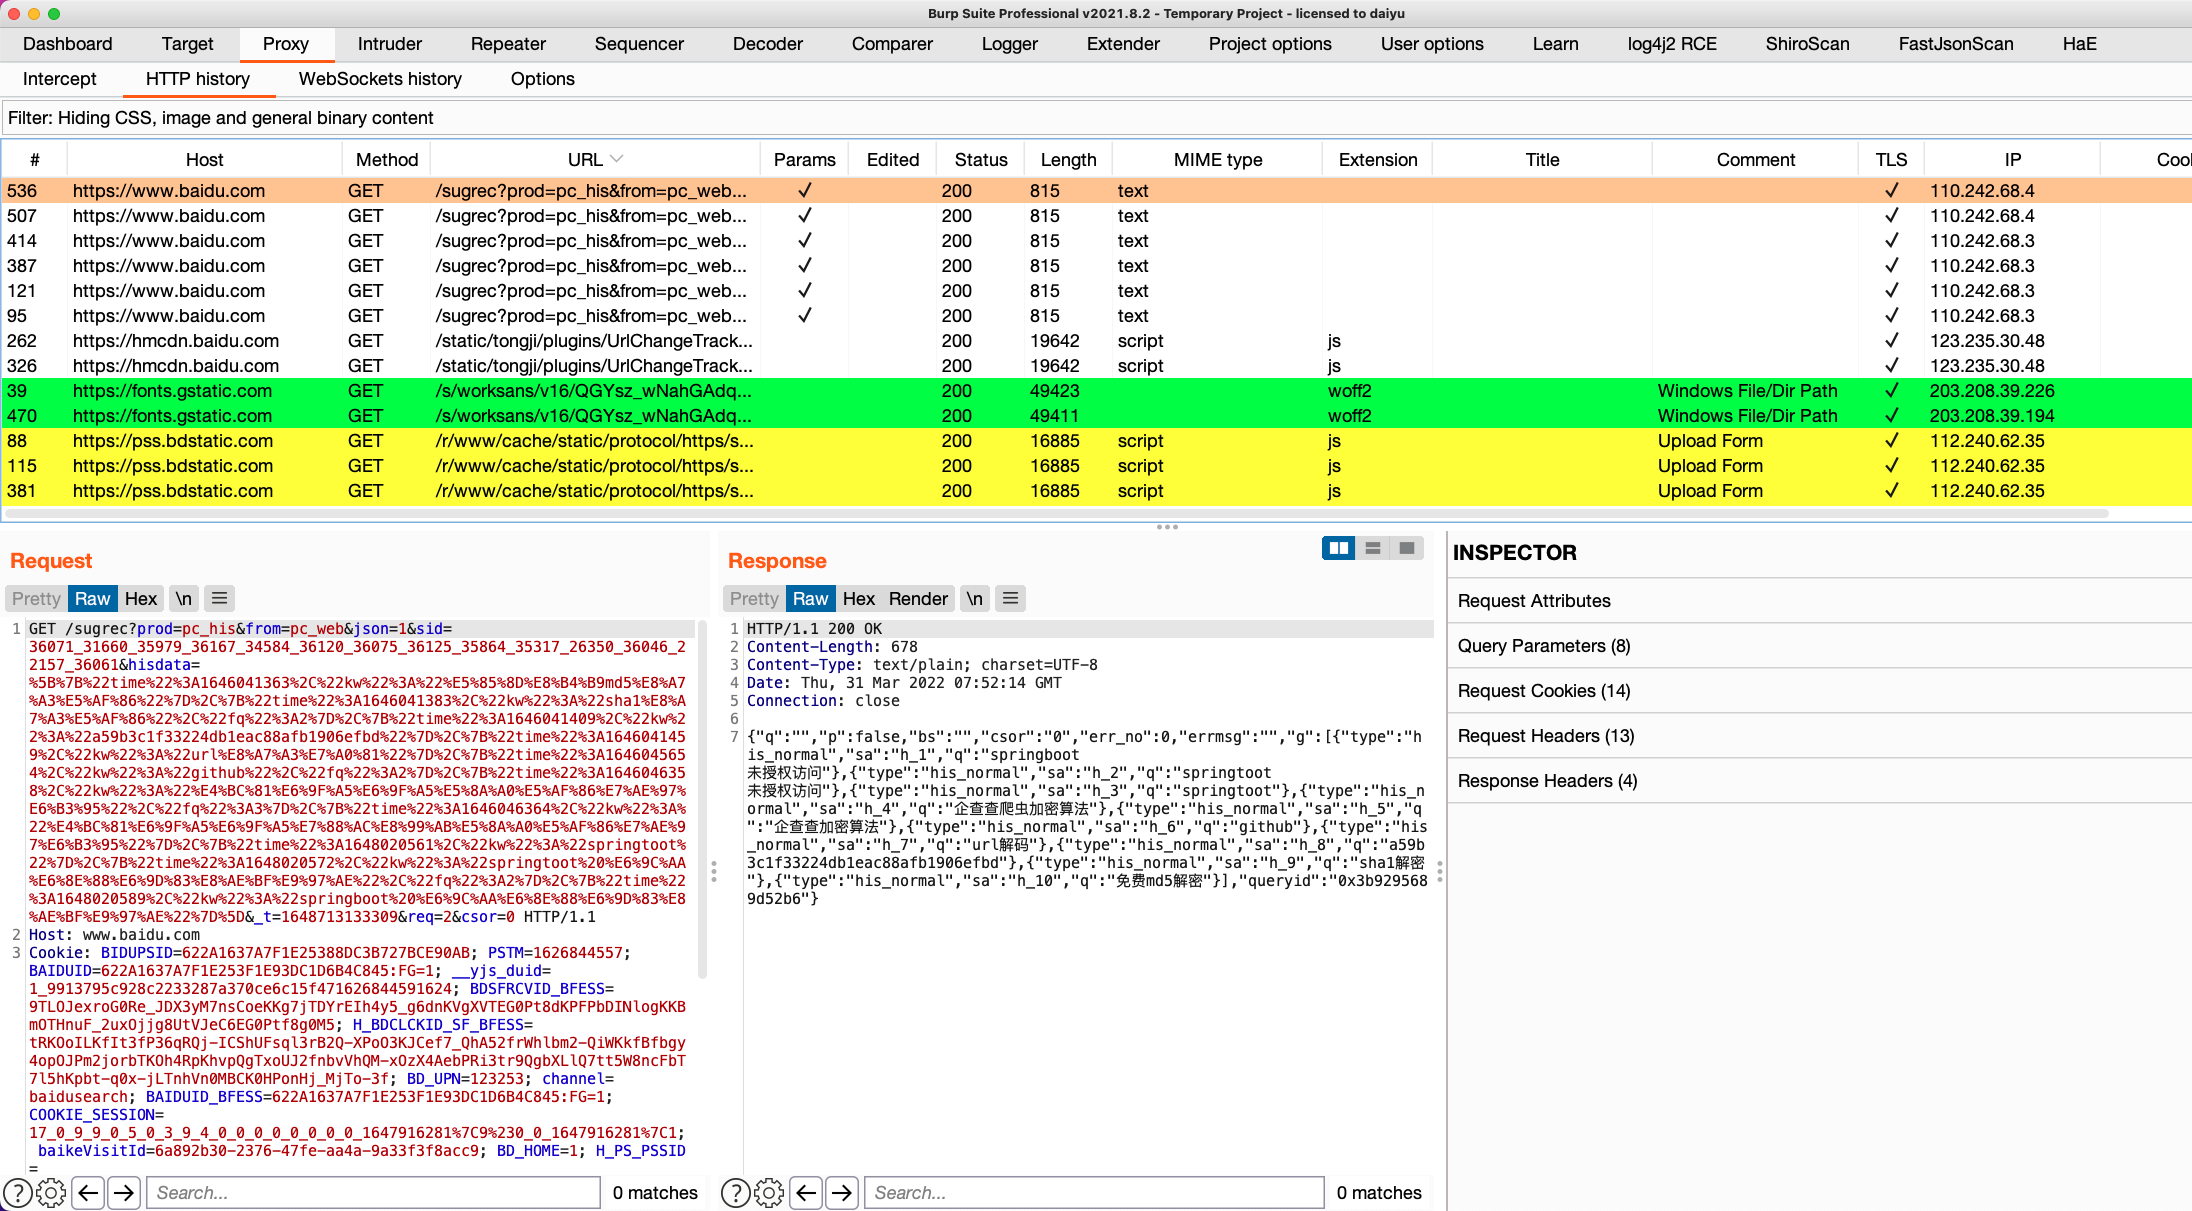 Burp Suite Professional v2021.8.2 - Temporary Project - licensed to daiyu
Dashboard Target Proxy Intruder Repeater Sequencer Decoder Comparer Logger Extender Project options User options Learn log4j2 RCE ShiroScan FastJsonScan HaE
Intercept HTTP history WebSockets history Options
Filter: Hiding CSS, image and general binary content
# Host Method URL Params Edited Status Length MIME type Extension Title Comment TLS IP Cool
536 https://www.baidu.com GET /sugrec?prod=pc_his&from=pc_web... ✓ 200 815 text ✓ 110.242.68.4
507 https://www.baidu.com GET /sugrec?prod=pc_his&from=pc_web... ✓ 200 815 text ✓ 110.242.68.4
414 https://www.baidu.com GET /sugrec?prod=pc_his&from=pc_web... ✓ 200 815 text ✓ 110.242.68.3
387 https://www.baidu.com GET /sugrec?prod=pc_his&from=pc_web... ✓ 200 815 text ✓ 110.242.68.3
121 https://www.baidu.com GET /sugrec?prod=pc_his&from=pc_web... ✓ 200 815 text ✓ 110.242.68.3
95 https://www.baidu.com GET /sugrec?prod=pc_his&from=pc_web... ✓ 200 815 text ✓ 110.242.68.3
262 https://hmcdn.baidu.com GET /static/tongji/plugins/UrlChangeTrack... 200 19642 script js ✓ 123.235.30.48
326 https://hmcdn.baidu.com GET /static/tongji/plugins/UrlChangeTrack... 200 19642 script js ✓ 123.235.30.48
39 https://fonts.gstatic.com GET /s/worksans/v16/QGYsz_wNahGAdq... 200 49423 woff2 Windows File/Dir Path ✓ 203.208.39.226
470 https://fonts.gstatic.com GET /s/worksans/v16/QGYsz_wNahGAdq... 200 49411 woff2 Windows File/Dir Path ✓ 203.208.39.194
88 https://pss.bdstatic.com GET /r/www/cache/static/protocol/https/s... 200 16885 script js Upload Form ✓ 112.240.62.35
115 https://pss.bdstatic.com GET /r/www/cache/static/protocol/https/s... 200 16885 script js Upload Form ✓ 112.240.62.35
381 https://pss.bdstatic.com GET /r/www/cache/static/protocol/https/s... 200 16885 script js Upload Form ✓ 112.240.62.35
Request
Pretty Raw Hex \n
1 GET /sugrec?prod=pc_his&from=pc_web&json=1&sid=
36071_31660_35979_36167_34584_36120_36075_36125_35864_35317_26350_36046_2
2157_36061&hisdata=
%5B%7B%22time%22%3A1646041363%2C%22kw%22%3A%22%E5%85%8D%E8%B4%B9md5%E8%A7
%A3%E5%AF%86%22%7D%2C%7B%22time%22%3A1646041383%2C%22kw%22%3A%22sha1%E8%A
7%A3%E5%AF%86%22%2C%22fq%22%3A2%7D%2C%7B%22time%22%3A1646041409%2C%22kw%2
2%3A%22a59b3c1f33224db1eac88afb1906efbd%22%7D%2C%7B%22time%22%3A164604145
9%2C%22kw%22%3A%22url%E8%A7%A3%E7%A0%81%22%7D%2C%7B%22time%22%3A164604565
4%2C%22kw%22%3A%22github%22%2C%22fq%22%3A2%7D%2C%7B%22time%22%3A164604635
8%2C%22kw%22%3A%22%E4%BC%81%E6%9F%A5%E6%9F%A5%E5%8A%A0%E5%AF%86%E7%AE%97%
E6%B3%95%22%2C%22fq%22%3A3%7D%2C%7B%22time%22%3A1646046364%2C%22kw%22%3A%
22%E4%BC%81%E6%9F%A5%E6%9F%A5%E7%88%AC%E8%99%AB%E5%8A%A0%E5%AF%86%E7%AE%9
7%E6%B3%95%22%7D%2C%7B%22time%22%3A1648020561%2C%22kw%22%3A%22springtoot%
22%7D%2C%7B%22time%22%3A1648020572%2C%22kw%22%3A%22springtoot%20%E6%9C%AA
%E6%8E%88%E6%9D%83%E8%AE%BF%E9%97%AE%22%2C%22fq%22%3A2%7D%2C%7B%22time%22
%3A1648020589%2C%22kw%22%3A%22springboot%20%E6%9C%AA%E6%8E%88%E6%9D%83%E8
%AE%BF%E9%97%AE%22%7D%5D&_t=1648713133309&req=2&csor=0 HTTP/1.1
2 Host: www.baidu.com
3 Cookie: BIDUPSID=622A1637A7F1E25388DC3B727BCE90AB; PSTM=1626844557;
BAIDUID=622A1637A7F1E253F1E93DC1D6B4C845:FG=1; __yjs_duid=
1_9913795c928c2233287a370ce6c15f471626844591624; BDSFRCVID_BFESS=
9TLOJexroG0Re_JDX3yM7nsCoeKKg7jTDYrEIh4y5_g6dnKVgXVTEG0Pt8dKPFPbDINlogKKB
mOTHnuF_2uxOjjg8UtVJeC6EG0Ptf8g0M5; H_BDCLCKID_SF_BFESS=
tRKOoILKfIt3fP36qRQj-ICShUFsql3rB2Q-XPoO3KJCef7_QhA52frWhlbm2-QiWKkfBfbgy
4opOJPm2jorbTKOh4RpKhvpQgTxoUJ2fnbvVhQM-xOzX4AebPRi3tr9QgbXLlQ7tt5W8ncFbT
7l5hKpbt-q0x-jLTnhVn0MBCK0HPonHj_MjTo-3f; BD_UPN=123253; channel=
baidusearch; BAIDUID_BFESS=622A1637A7F1E253F1E93DC1D6B4C845:FG=1;
COOKIE_SESSION=
17_0_9_9_0_5_0_3_9_4_0_0_0_0_0_0_0_0_1647916281%7C9%230_0_1647916281%7C1;
baikeVisitId=6a892b30-2376-47fe-aa4a-9a33f3f8acc9; BD_HOME=1; H_PS_PSSID
=
Search... 0 matches
Response
Pretty Raw Hex Render \n
1 HTTP/1.1 200 OK
2 Content-Length: 678
3 Content-Type: text/plain; charset=UTF-8
4 Date: Thu, 31 Mar 2022 07:52:14 GMT
5 Connection: close
6
7 {"q":"","p":false,"bs":"","csor":"0","err_no":0,"errmsg":"","g":[{"type":"h
is_normal","sa":"h_1","q":"springboot
未授权访问"},{"type":"his_normal","sa":"h_2","q":"springtoot
未授权访问"},{"type":"his_normal","sa":"h_3","q":"springtoot"},{"type":"his_n
ormal","sa":"h_4","q":"企查查爬虫加密算法"},{"type":"his_normal","sa":"h_5","q
":"企查查加密算法"},{"type":"his_normal","sa":"h_6","q":"github"},{"type":"his
_normal","sa":"h_7","q":"url解码"},{"type":"his_normal","sa":"h_8","q":"a59b
3c1f33224db1eac88afb1906efbd"},{"type":"his_normal","sa":"h_9","q":"sha1解密
"},{"type":"his_normal","sa":"h_10","q":"免费md5解密"}],"queryid":"0x3b929568
9d52b6"}
Search... 0 matches
INSPECTOR
Request Attributes
Query Parameters (8)
Request Cookies (14)
Request Headers (13)
Response Headers (4)